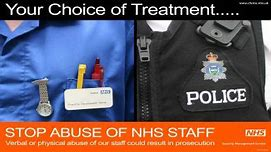 Your Choice of Treatment.....
POLICE
STOP ABUSE OF NHS STAFF
NHS
Verbal or physical abuse of our staff could result in prosecution